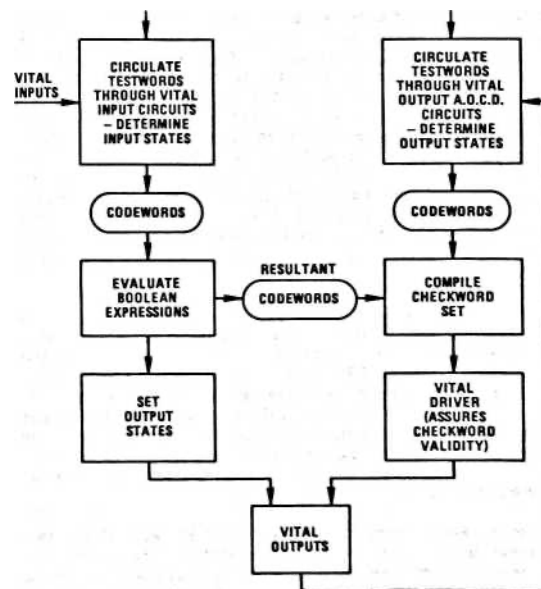 VITAL
INPUTS
CIRCULATE
TESTWORDS
THROUGH VITAL
INPUT CIRCUITS
– DETERMINE
INPUT STATES
CIRCULATE
TESTWORDS
THROUGH VITAL
OUTPUT A.O.C.D.
CIRCUITS
– DETERMINE
OUTPUT STATES
CODEWORDS
CODEWORDS
EVALUATE
BOOLEAN
EXPRESSIONS
RESULTANT
CODEWORDS
COMPILE
CHECKWORD
SET
SET
OUTPUT
STATES
VITAL
DRIVER
(ASSURES
CHECKWORD
VALIDITY)
VITAL
OUTPUTS